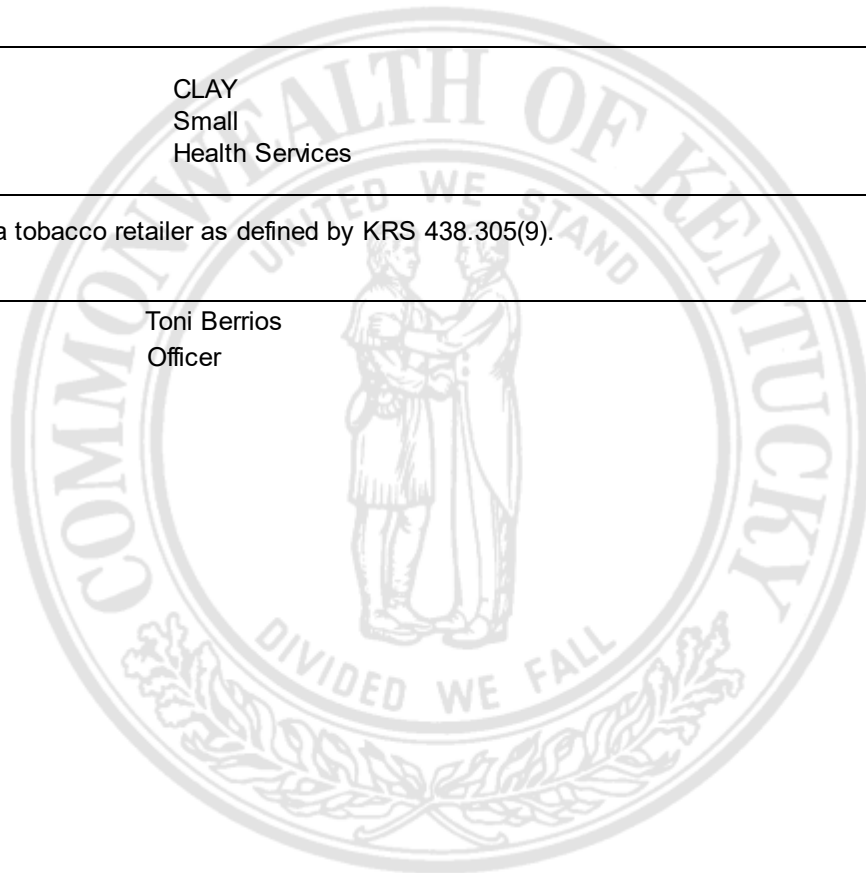 CLAY
Small
Health Services
a tobacco retailer as defined by KRS 438.305(9).
Toni Berrios
Officer
COMMONWEALTH OF KENTUCKY
UNITED WE STAND
DIVIDED WE FALL